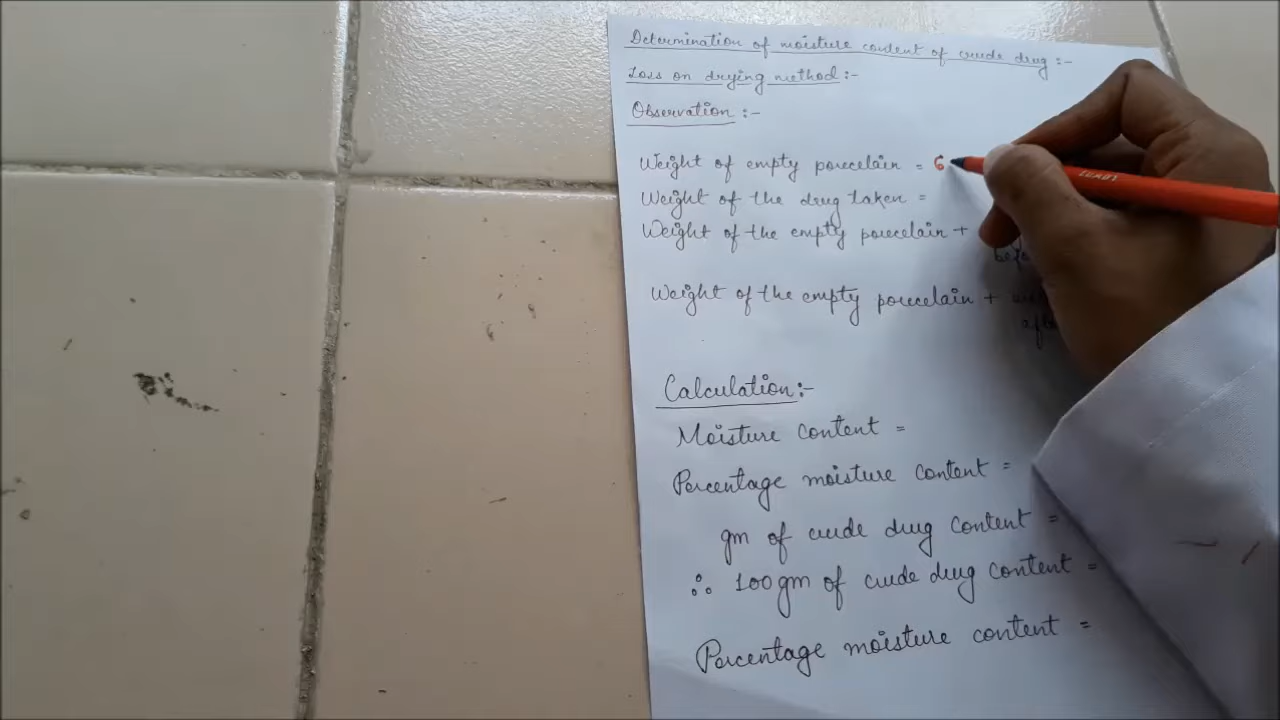 Determination of moisture content of crude drug :-
Loss on drying method :-
Observation :-
Weight of empty porcelain = 6
Weight of the drug taken =
Weight of the empty porcelain +
Weight of the empty porcelain +
Calculation :-
Moisture content =
Percentage moisture content =
gm of crude drug content =
∴ 100gm of crude drug content =
Percentage moisture content =